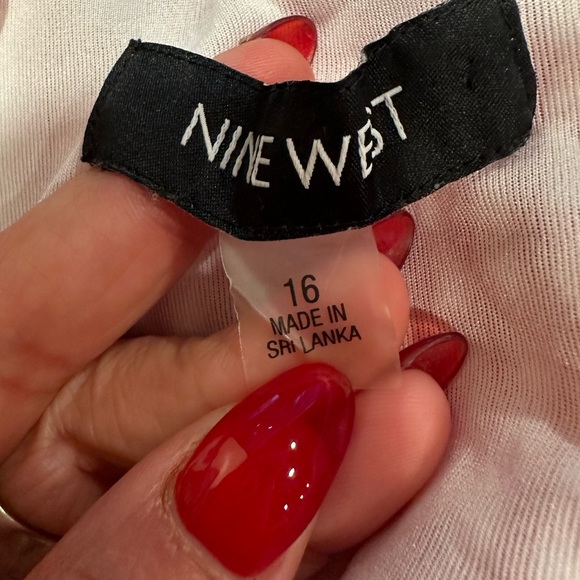 NINE WEST
16
MADE IN
SRI LANKA